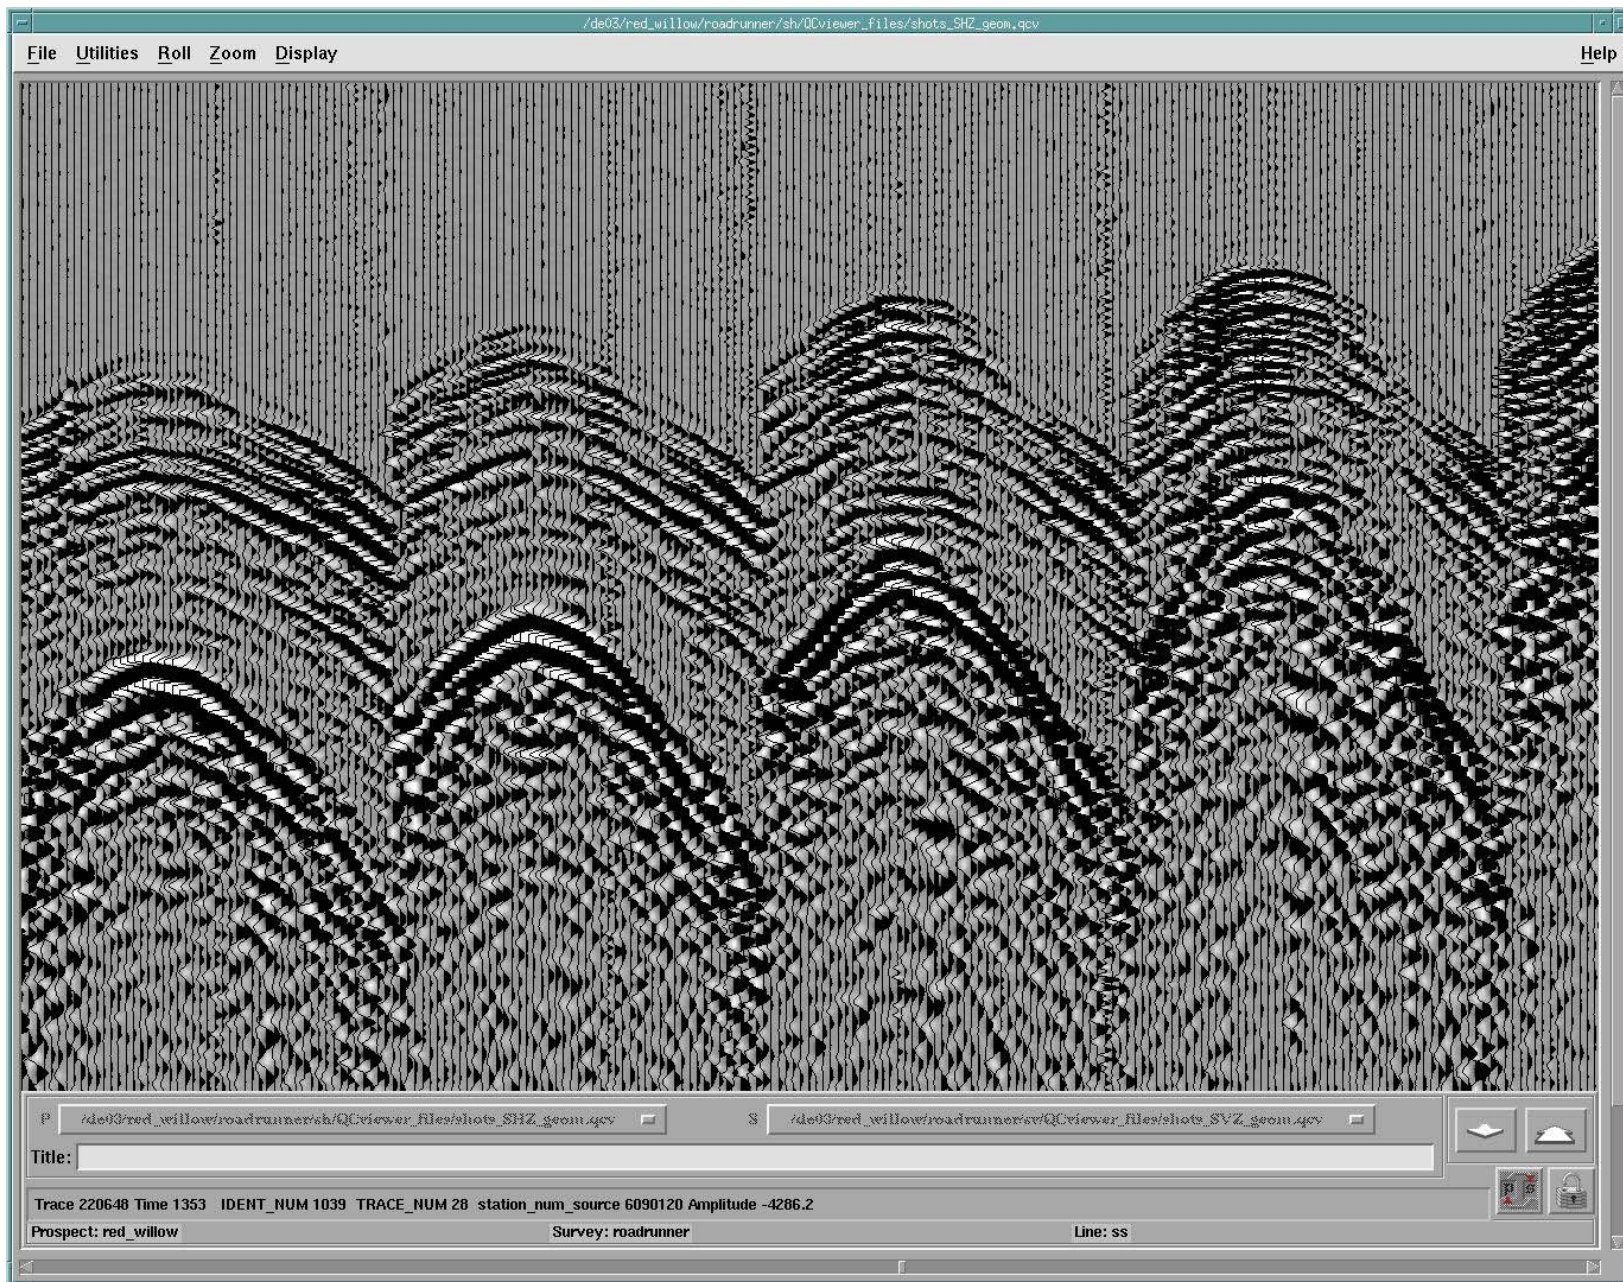 /de03/red_willow/roadrunner/sh/QCviewer_files/shots_SHZ_geom.qcv
File Utilities Roll Zoom Display Help
P /de03/red_willow/roadrunner/sh/QCviewer_files/shots_SHZ_geom.qcv S /de03/red_willow/roadrunner/sv/QCviewer_files/shots_SVZ_geom.qcv
Title:
p s
Trace 220648 Time 1353 IDENT_NUM 1039 TRACE_NUM 28 station_num_source 6090120 Amplitude -4286.2
Prospect: red_willow Survey: roadrunner Line: ss